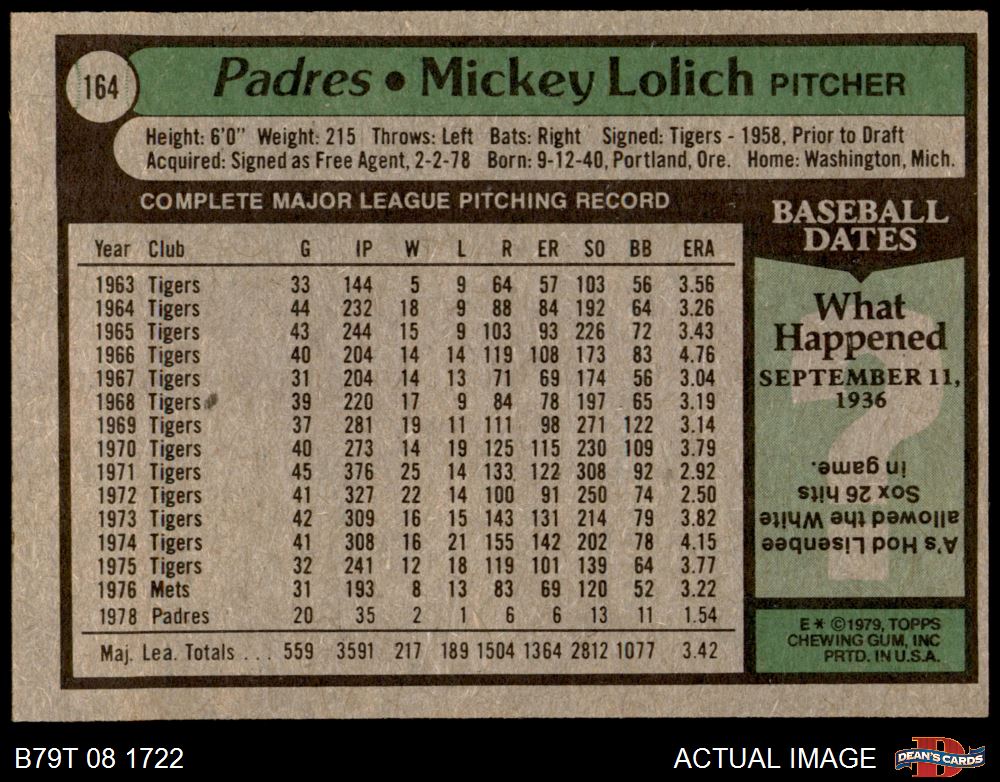 164
Padres • Mickey Lolich PITCHER
Height: 6'0" Weight: 215 Throws: Left Bats: Right Signed: Tigers - 1958, Prior to Draft
Acquired: Signed as Free Agent, 2-2-78 Born: 9-12-40, Portland, Ore. Home: Washington, Mich.
COMPLETE MAJOR LEAGUE PITCHING RECORD
Year Club G IP W L R ER SO BB ERA
1963 Tigers 33 144 5 9 64 57 103 56 3.56
1964 Tigers 44 232 18 9 88 84 192 64 3.26
1965 Tigers 43 244 15 9 103 93 226 72 3.43
1966 Tigers 40 204 14 14 119 108 173 83 4.76
1967 Tigers 31 204 14 13 71 69 174 56 3.04
1968 Tigers 39 220 17 9 84 78 197 65 3.19
1969 Tigers 37 281 19 11 111 98 271 122 3.14
1970 Tigers 40 273 14 19 125 115 230 109 3.79
1971 Tigers 45 376 25 14 133 122 308 92 2.92
1972 Tigers 41 327 22 14 100 91 250 74 2.50
1973 Tigers 42 309 16 15 143 131 214 79 3.82
1974 Tigers 41 308 16 21 155 142 202 78 4.15
1975 Tigers 32 241 12 18 119 101 139 64 3.77
1976 Mets 31 193 8 13 83 69 120 52 3.22
1978 Padres 20 35 2 1 6 6 13 11 1.54
Maj. Lea. Totals ... 559 3591 217 189 1504 1364 2812 1077 3.42
BASEBALL
DATES
What
Happened
SEPTEMBER 11,
1936
A's Hod Lisenbee
allowed the White
Sox 26 hits
in game.
E * ©1979, TOPPS
CHEWING GUM, INC
PRTD. IN U.S.A.
B79T 08 1722
ACTUAL IMAGE
DEAN'S CARDS